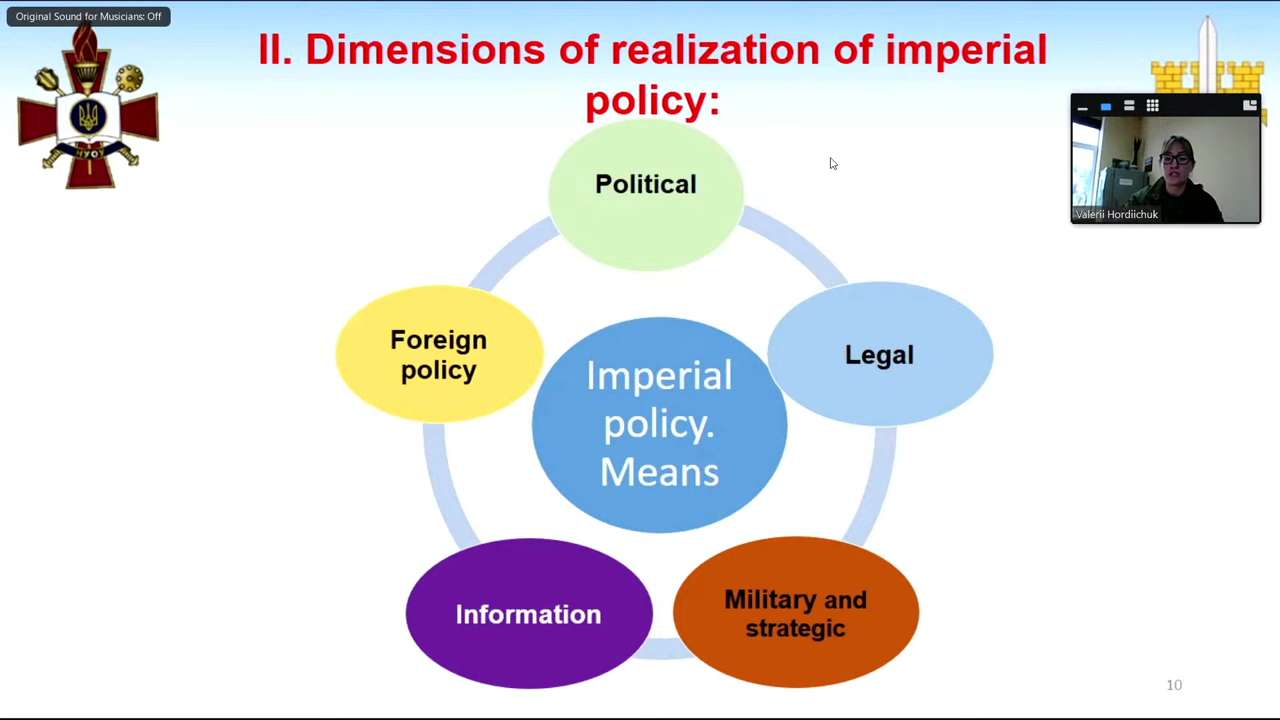 Original Sound for Musicians: Off
II. Dimensions of realization of imperial
policy:
Political
Valerii Hordiichuk
Foreign
policy
Legal
Imperial
policy.
Means
Information
Military and
strategic
10
НУОУ